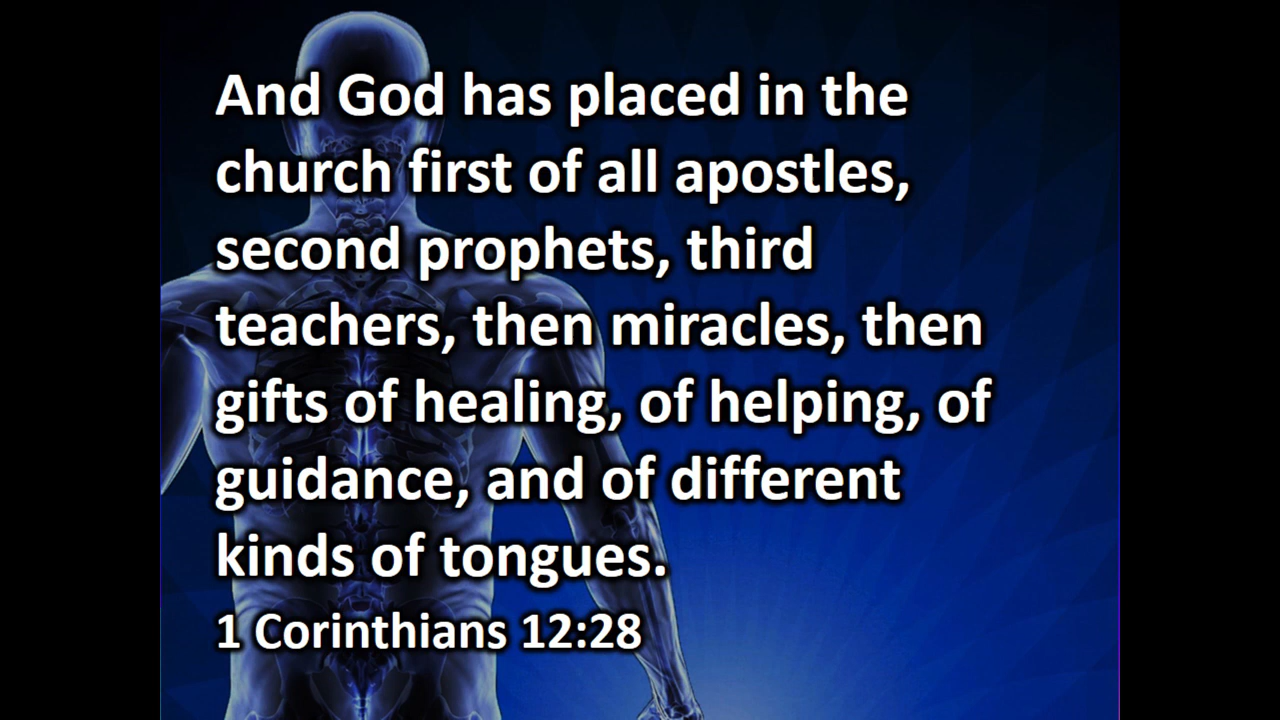 And God has placed in the
church first of all apostles,
second prophets, third
teachers, then miracles, then
gifts of healing, of helping, of
guidance, and of different
kinds of tongues.
1 Corinthians 12:28